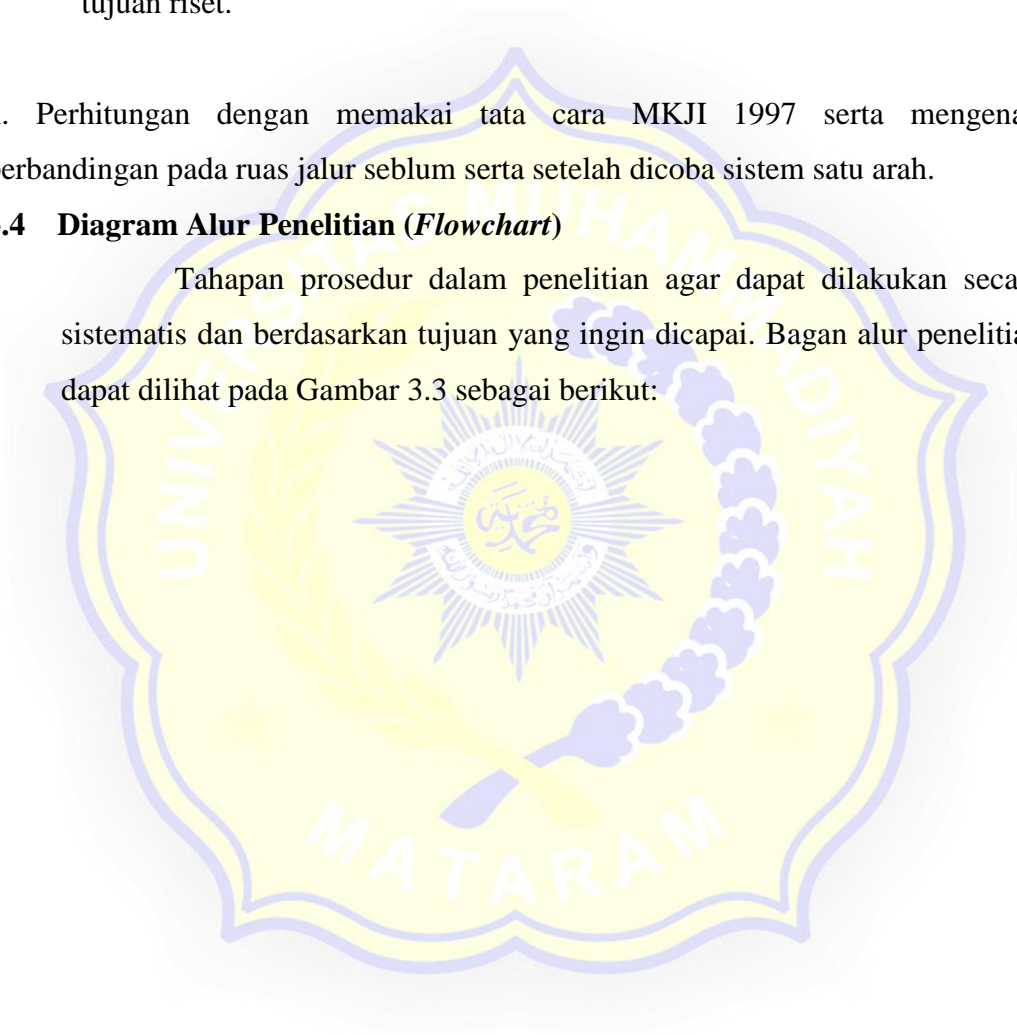 tujuan riset.
. Perhitungan dengan memakai tata cara MKJI 1997 serta mengena
erbandingan pada ruas jalur seblum serta setelah dicoba sistem satu arah.
.4 Diagram Alur Penelitian (Flowchart)
Tahapan prosedur dalam penelitian agar dapat dilakukan seca
sistematis dan berdasarkan tujuan yang ingin dicapai. Bagan alur penelitia
dapat dilihat pada Gambar 3.3 sebagai berikut:
UNIVERSITAS MUHAMMADIYAH
MATARAM